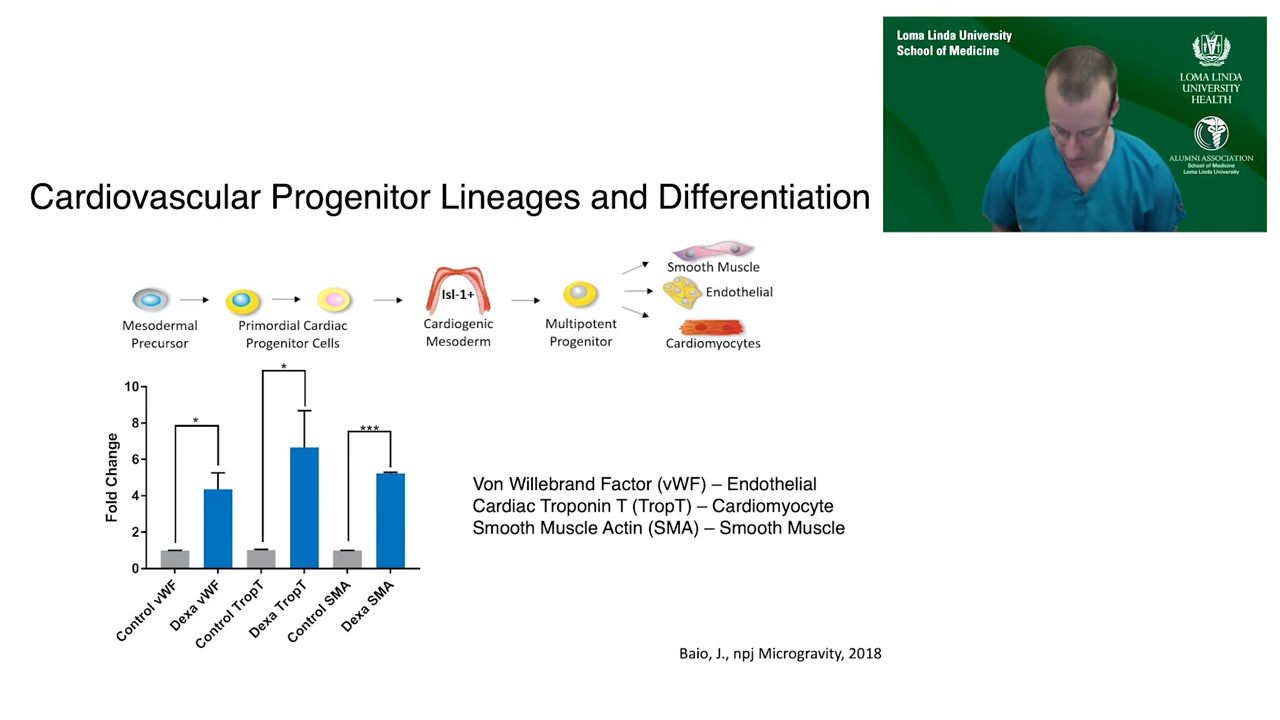 Loma Linda University
School of Medicine
LOMA LINDA
UNIVERSITY
HEALTH
ALUMNI ASSOCIATION
School of Medicine
Loma Linda University
Cardiovascular Progenitor Lineages and Differentiation
Mesodermal
Precursor
Primordial Cardiac
Progenitor Cells
Isl-1+
Cardiogenic
Mesoderm
Multipotent
Progenitor
Smooth Muscle
Endothelial
Cardiomyocytes
Fold Change
10
8
6
4
2
0
*
*
***
Control vWF
Dexa vWF
Control TropT
Dexa TropT
Control SMA
Dexa SMA
Von Willebrand Factor (vWF) – Endothelial
Cardiac Troponin T (TropT) – Cardiomyocyte
Smooth Muscle Actin (SMA) – Smooth Muscle
Baio, J., npj Microgravity, 2018